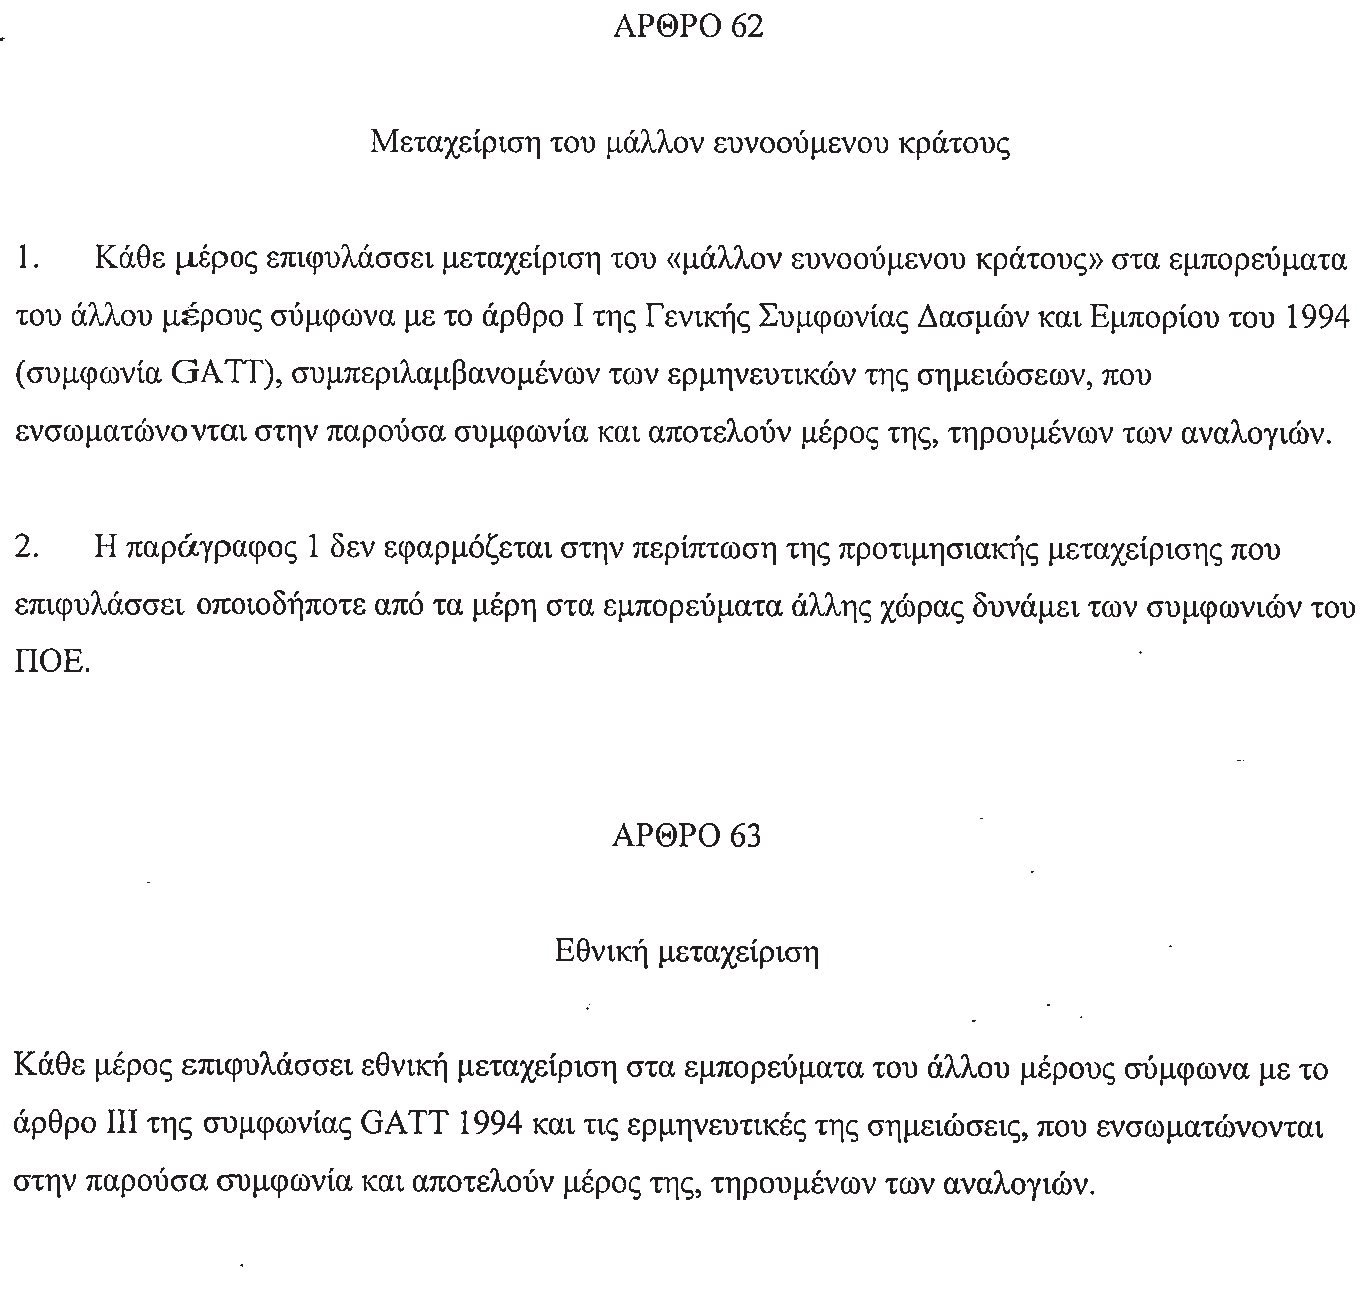 ΑΡΘΡΟ 62
Μεταχείριση του μάλλον ευνοούμενου κράτους
1. Κάθε μέρος επιφυλάσσει μεταχείριση του «μάλλον ευνοούμενου κράτους» στα εμπορεύματα
του άλλου μέρους σύμφωνα με το άρθρο Ι της Γενικής Συμφωνίας Δασμών και Εμπορίου του 1994
(συμφωνία GATT), συμπεριλαμβανομένων των ερμηνευτικών της σημειώσεων, που
ενσωματώνονται στην παρούσα συμφωνία και αποτελούν μέρος της, τηρουμένων των αναλογιών.
2. Η παράγραφος 1 δεν εφαρμόζεται στην περίπτωση της προτιμησιακής μεταχείρισης που
επιφυλάσσει οποιοδήποτε από τα μέρη στα εμπορεύματα άλλης χώρας δυνάμει των συμφωνιών του
ΠΟΕ.
ΑΡΘΡΟ 63
Εθνική μεταχείριση
Κάθε μέρος επιφυλάσσει εθνική μεταχείριση στα εμπορεύματα του άλλου μέρους σύμφωνα με το
άρθρο ΙΙΙ της συμφωνίας GATT 1994 και τις ερμηνευτικές της σημειώσεις, που ενσωματώνονται
στην παρούσα συμφωνία και αποτελούν μέρος της, τηρουμένων των αναλογιών.